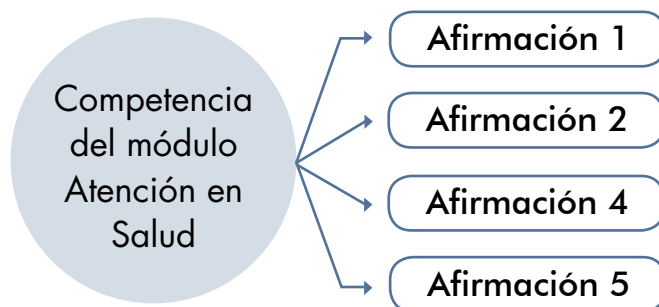 Competencia
del módulo
Atención en
Salud
Afirmación 1
Afirmación 2
Afirmación 4
Afirmación 5